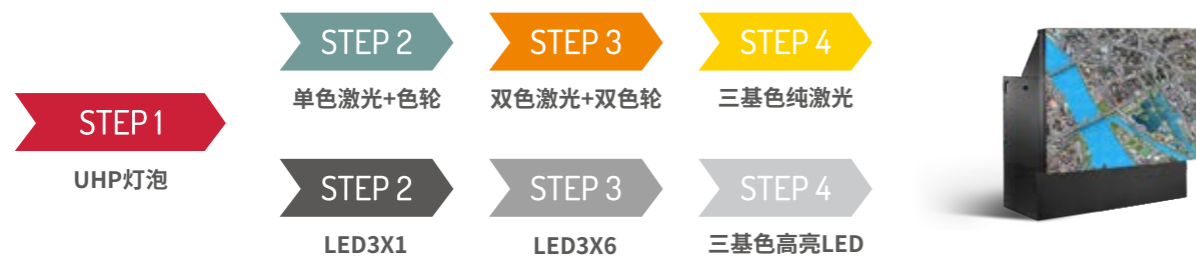 STEP 1
UHP灯泡
STEP 2
单色激光+色轮
STEP 3
双色激光+双色轮
STEP 4
三基色纯激光
STEP 2
LED3X1
STEP 3
LED3X6
STEP 4
三基色高亮LED